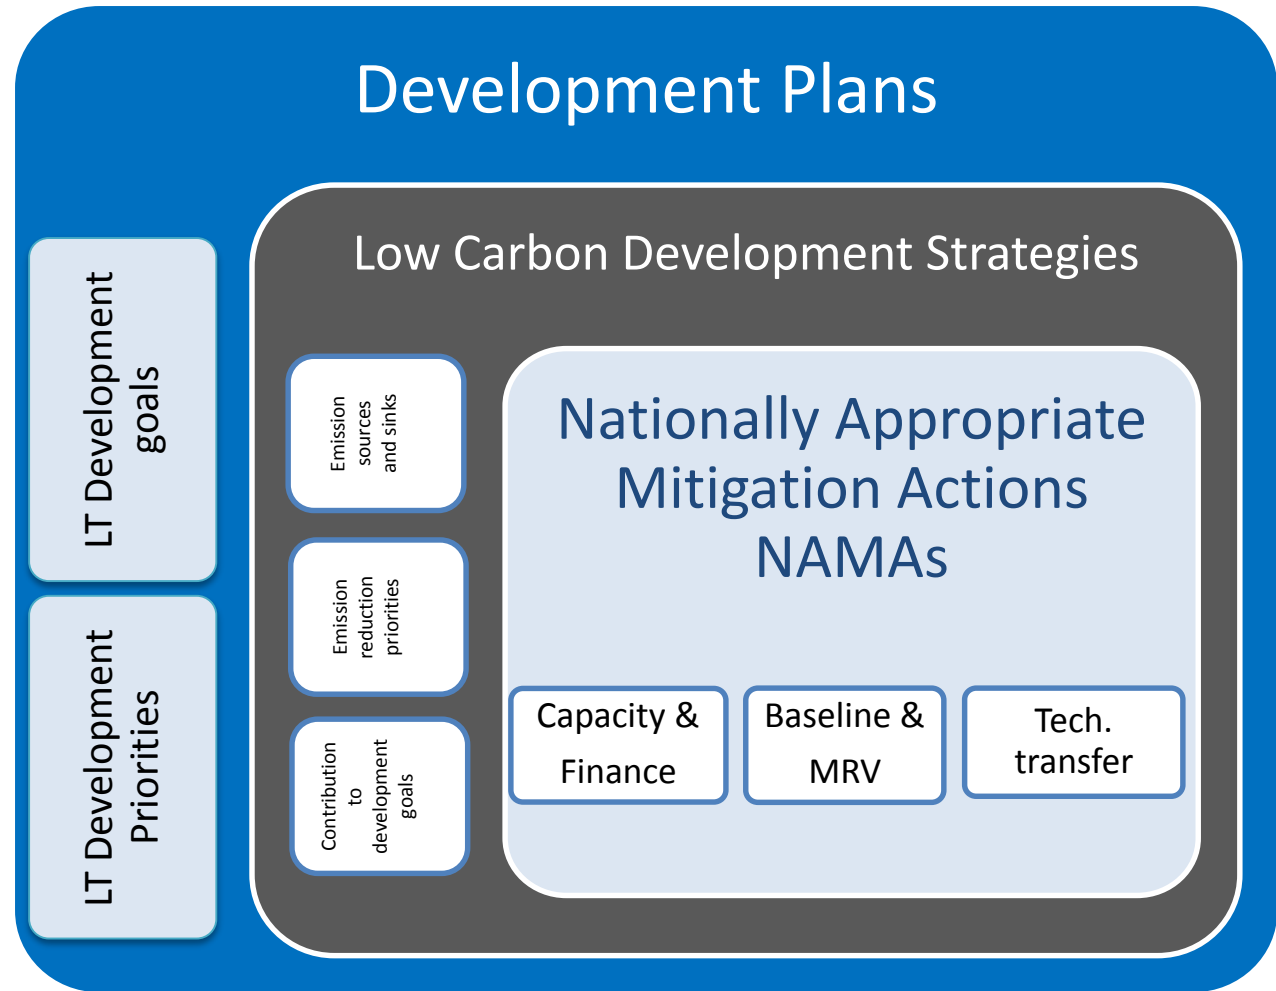 Development Plans
LT Development
goals
LT Development
Priorities
Low Carbon Development Strategies
Emission
sources
and sinks
Emission
reduction
priorities
Contribution
to
development
goals
Nationally Appropriate
Mitigation Actions
NAMAs
Capacity &
Finance
Baseline &
MRV
Tech.
transfer